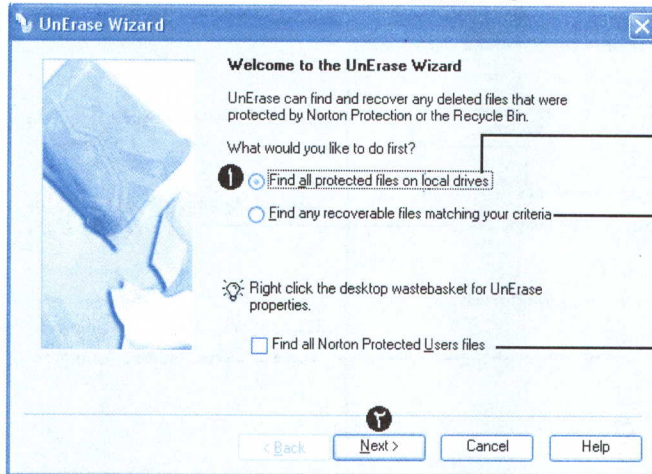 UnErase Wizard
Welcome to the UnErase Wizard
UnErase can find and recover any deleted files that were
protected by Norton Protection or the Recycle Bin.
What would you like to do first?
۱ Find all protected files on local drives
Find any recoverable files matching your criteria
Right click the desktop wastebasket for UnErase
properties.
Find all Norton Protected Users files
۲
< Back Next > Cancel Help